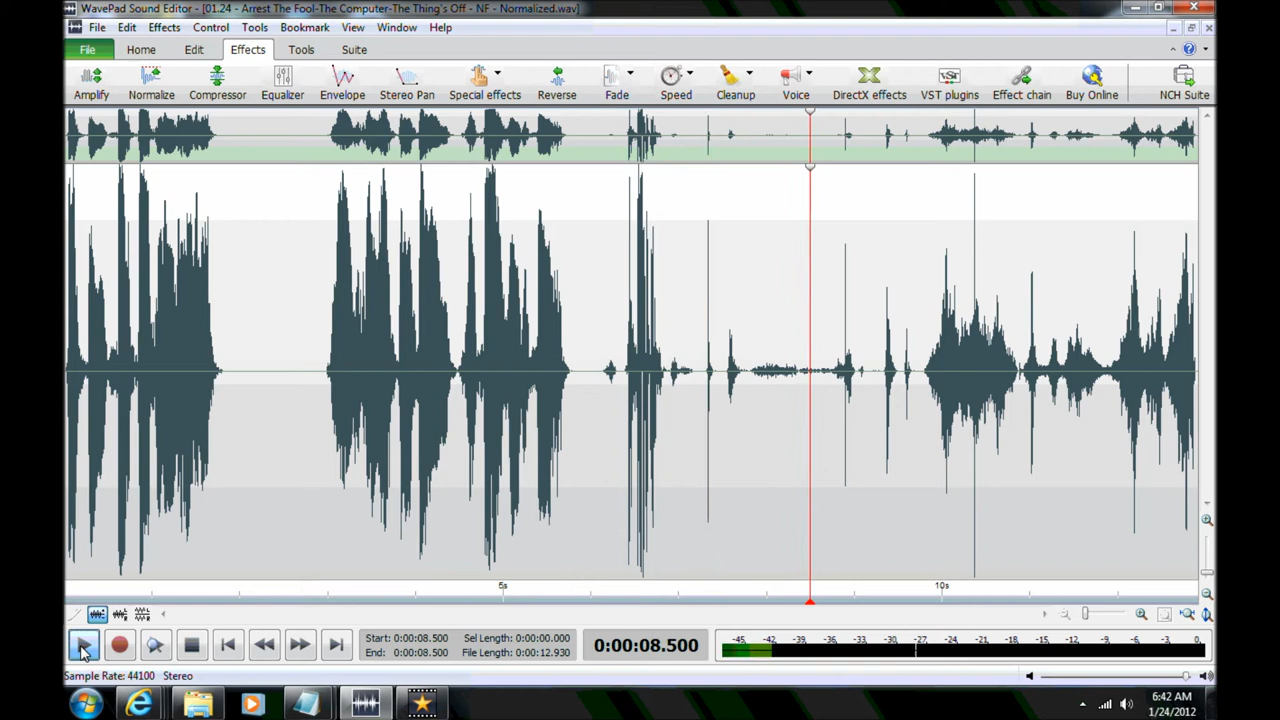 WavePad Sound Editor - [01.24 - Arrest The Fool-The Computer-The Thing's Off - NF - Normalized.wav]
File Edit Effects Control Tools Bookmark View Window Help
File Home Edit Effects Tools Suite
Amplify Normalize Compressor Equalizer Envelope Stereo Pan Special effects Reverse Fade Speed Cleanup Voice DirectX effects VST plugins Effect chain Buy Online NCH Suite
VST
5s 10s
Start: 0:00:08.500 Sel Length: 0:00:00.000
End: 0:00:08.500 File Length: 0:00:12.930
0:00:08.500
-45 -42 -39 -36 -33 -30 -27 -24 -21 -18 -15 -12 -9 -6 -3 0
Sample Rate: 44100 Stereo
6:42 AM
1/24/2012